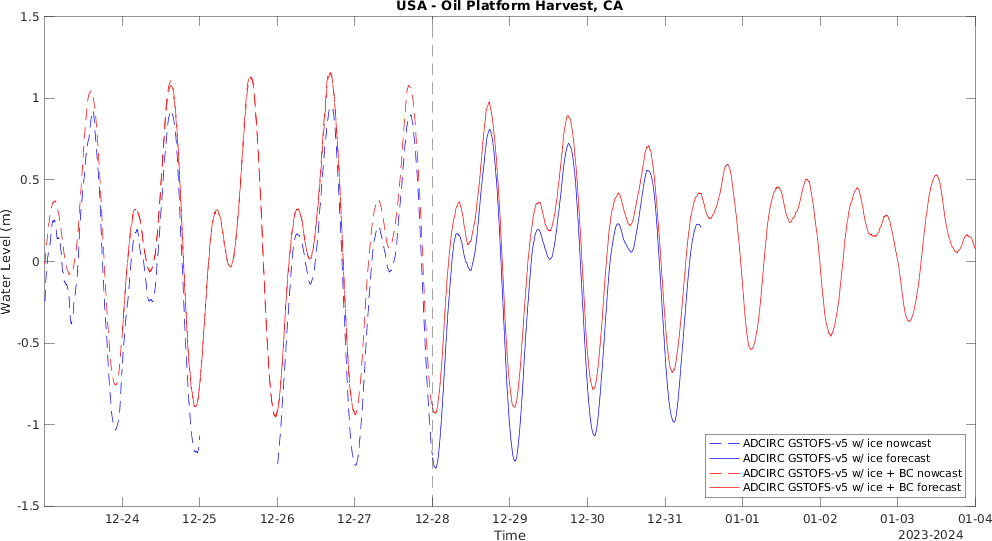 USA - Oil Platform Harvest, CA
1.5
1
0.5
0
-0.5
-1
-1.5
Water Level (m)
ADCIRC GSTOFS-v5 w/ ice nowcast
ADCIRC GSTOFS-v5 w/ ice forecast
ADCIRC GSTOFS-v5 w/ ice + BC nowcast
ADCIRC GSTOFS-v5 w/ ice + BC forecast
12-24 12-25 12-26 12-27 12-28 12-29 12-30 12-31 01-01 01-02 01-03 01-04
Time
2023-2024